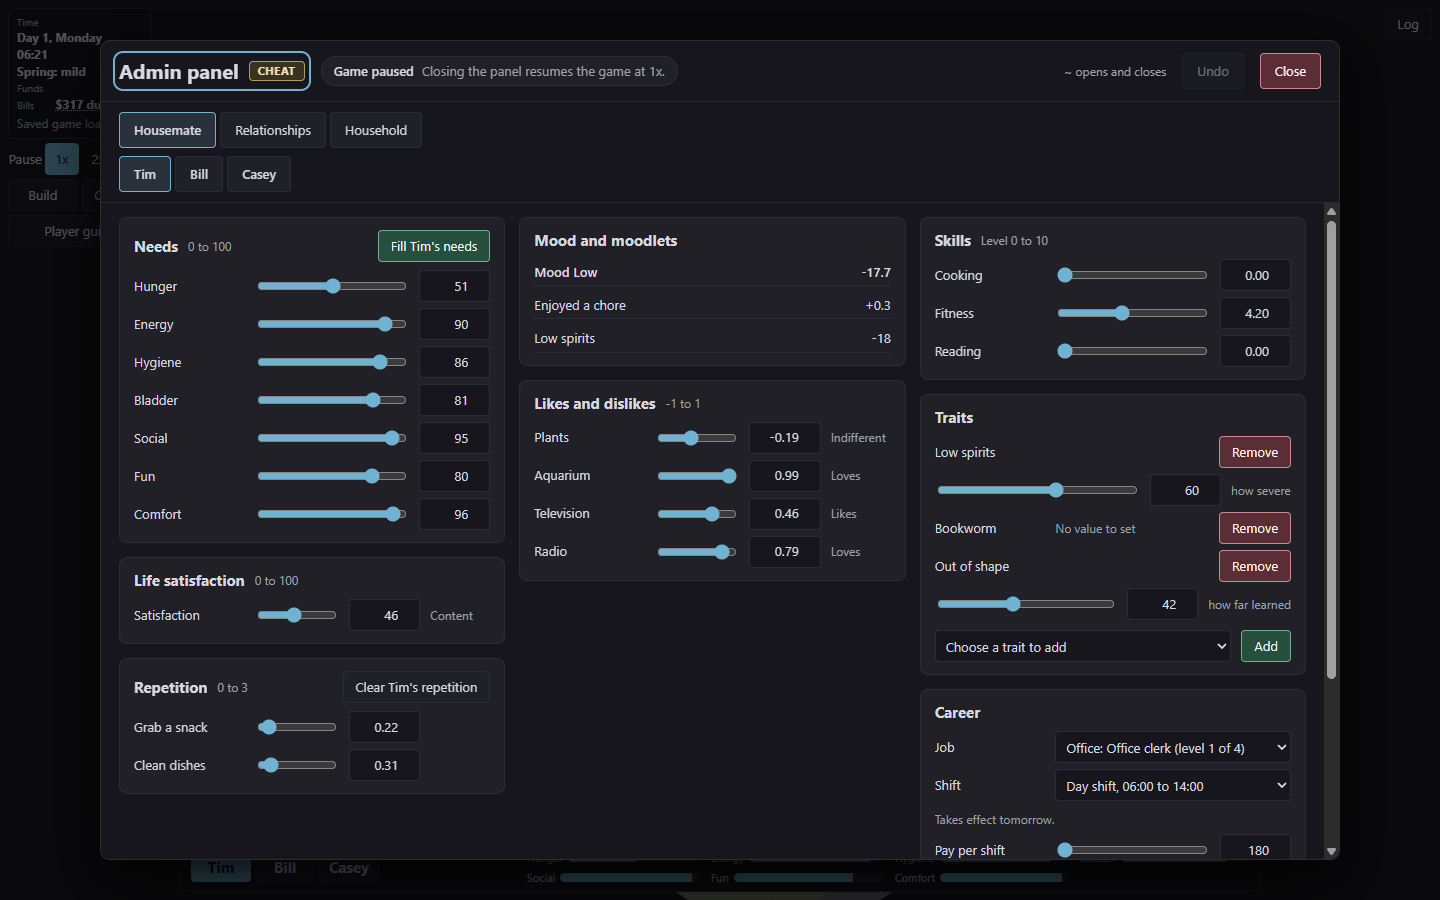 Time
Day 1, Monday
06:21
Spring: mild
Funds
Bills $317 du
Saved game loa
Pause 1x 2
Build C
Player gui
Log
Admin panel CHEAT
Game paused Closing the panel resumes the game at 1x.
~ opens and closes
Undo
Close
Housemate Relationships Household
Tim Bill Casey
Needs 0 to 100
Fill Tim's needs
Hunger 51
Energy 90
Hygiene 86
Bladder 81
Social 95
Fun 80
Comfort 96
Life satisfaction 0 to 100
Satisfaction 46 Content
Repetition 0 to 3
Clear Tim's repetition
Grab a snack 0.22
Clean dishes 0.31
Mood and moodlets
Mood Low -17.7
Enjoyed a chore +0.3
Low spirits -18
Likes and dislikes -1 to 1
Plants -0.19 Indifferent
Aquarium 0.99 Loves
Television 0.46 Likes
Radio 0.79 Loves
Skills Level 0 to 10
Cooking 0.00
Fitness 4.20
Reading 0.00
Traits
Low spirits Remove
60 how severe
Bookworm No value to set Remove
Out of shape Remove
42 how far learned
Choose a trait to add Add
Career
Job Office: Office clerk (level 1 of 4)
Shift Day shift, 06:00 to 14:00
Takes effect tomorrow.
Pay per shift 180
Tim Bill Casey
Social Fun Comfort